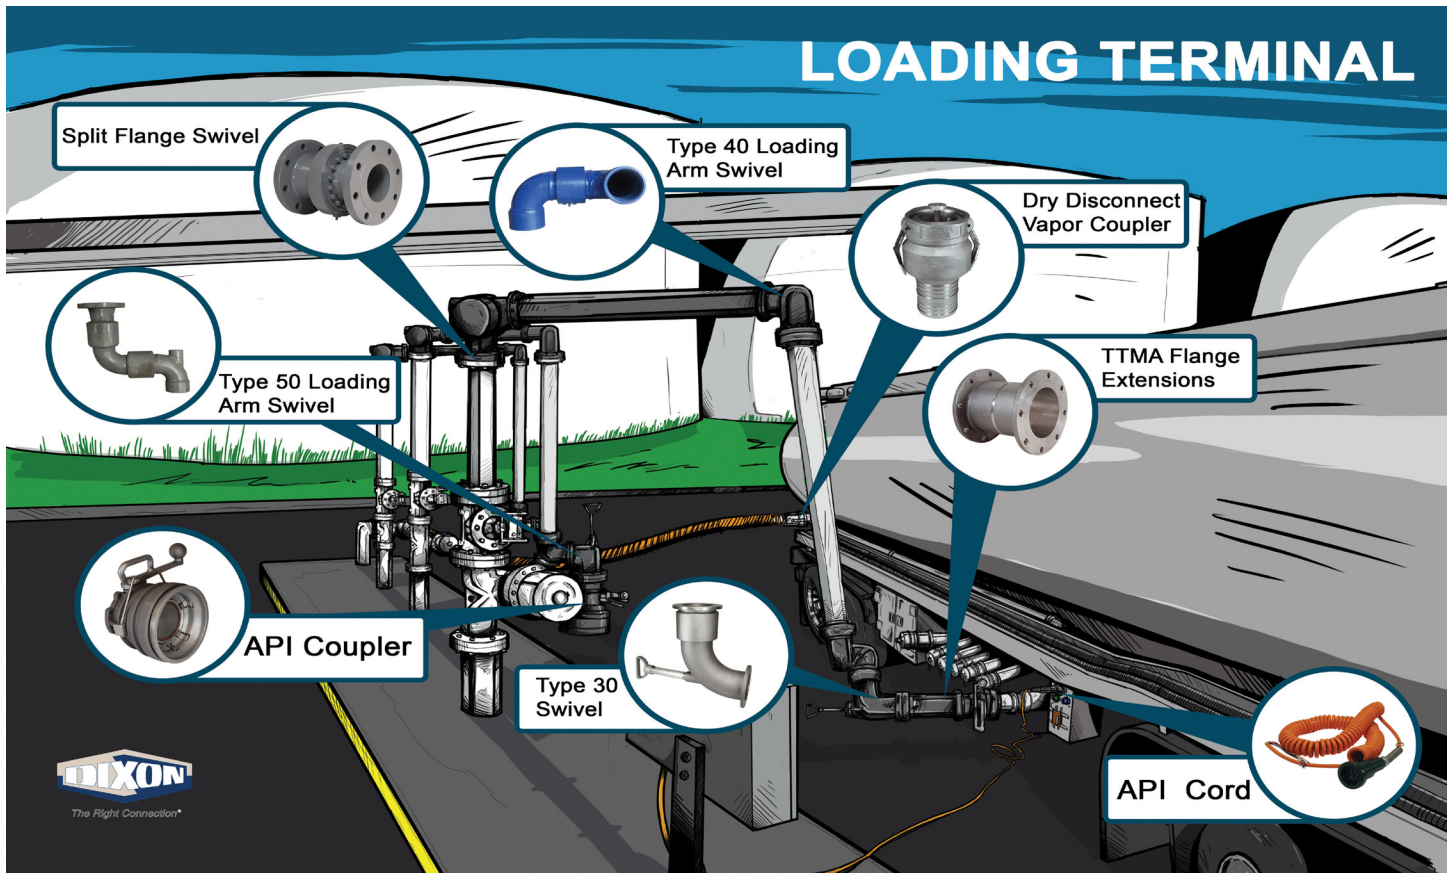 LOADING TERMINAL
Split Flange Swivel
Type 40 Loading
Arm Swivel
Dry Disconnect
Vapor Coupler
TTMA Flange
Extensions
Type 50 Loading
Arm Swivel
API Coupler
Type 30
Swivel
API Cord
DIXON
The Right Connection®